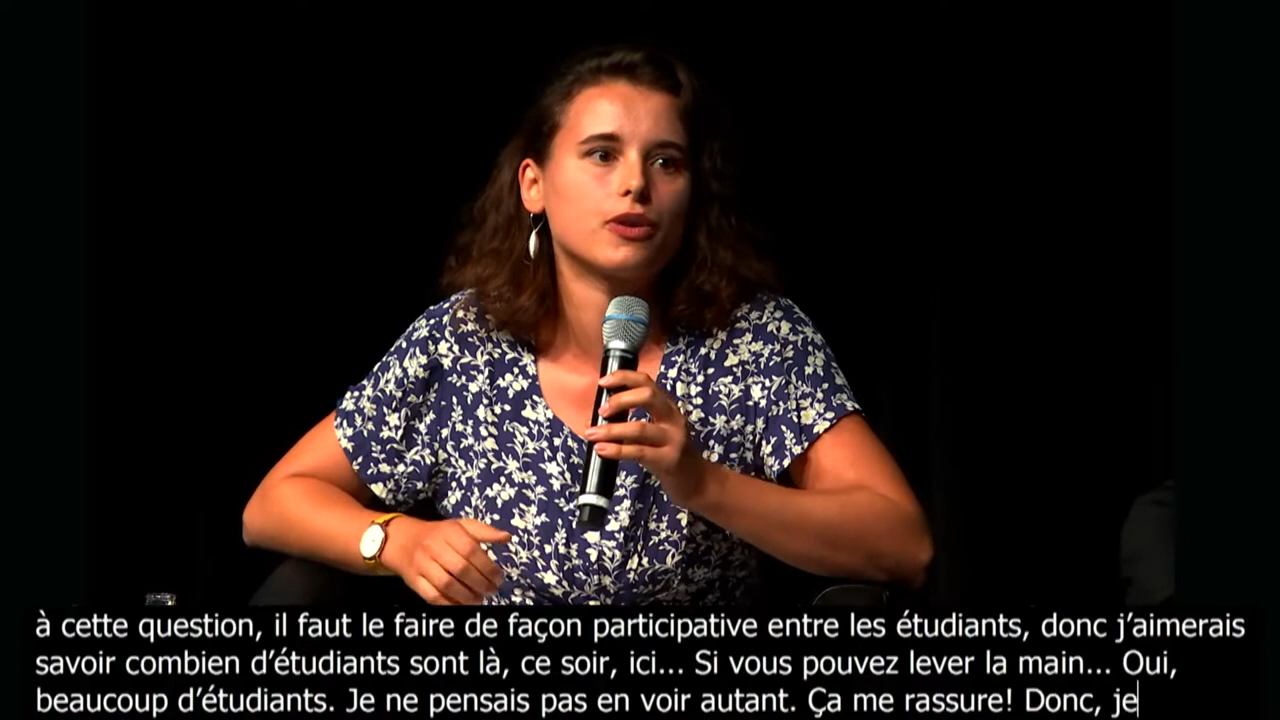 à cette question, il faut le faire de façon participative entre les étudiants, donc j’aimerais
savoir combien d’étudiants sont là, ce soir, ici... Si vous pouvez lever la main... Oui,
beaucoup d’étudiants. Je ne pensais pas en voir autant. Ça me rassure! Donc, je